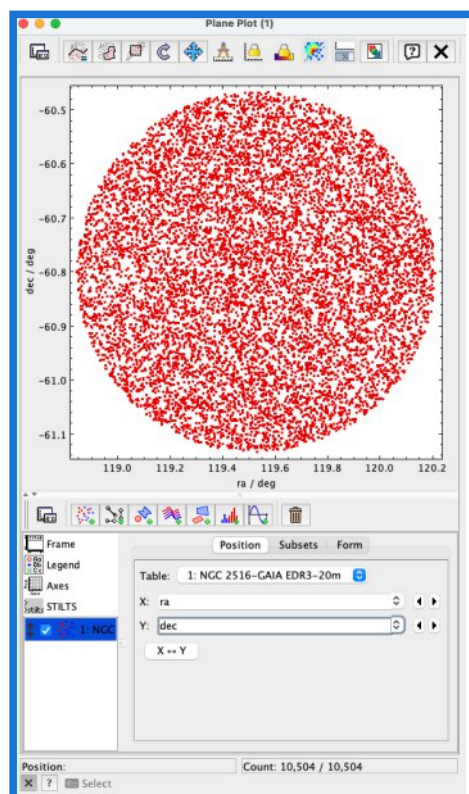 Plane Plot (1)
-60.5
-60.6
-60.7
-60.8
-60.9
-61.0
-61.1
dec / deg
119.0 119.2 119.4 119.6 119.8 120.0 120.2
ra / deg
Frame
Legend
Axes
STILTS
1: NGC
Position Subsets Form
Table: 1: NGC 2516-GAIA EDR3-20m
X: ra
Y: dec
X ↔ Y
Position: Count: 10,504 / 10,504
Select